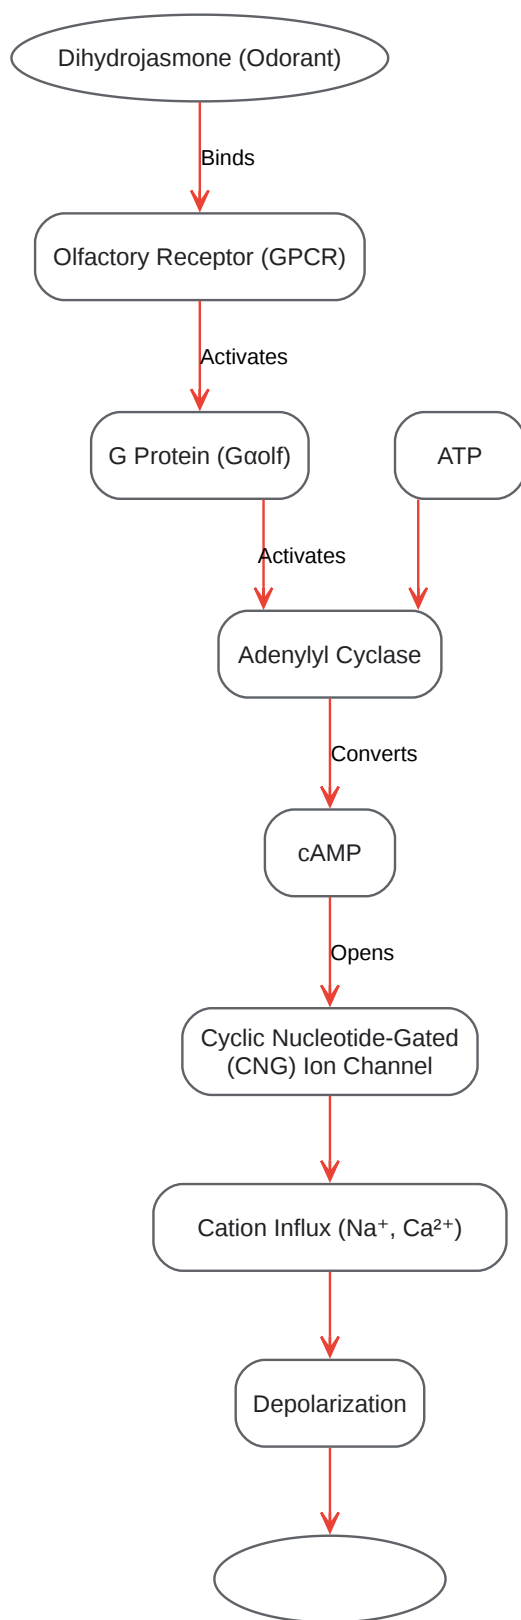 Dihydrojasmone (Odorant)
Binds
Olfactory Receptor (GPCR)
Activates
G Protein (Gαolf)
ATP
Activates
Adenylyl Cyclase
Converts
cAMP
Opens
Cyclic Nucleotide-Gated
(CNG) Ion Channel
Cation Influx (Na⁺, Ca²⁺)
Depolarization